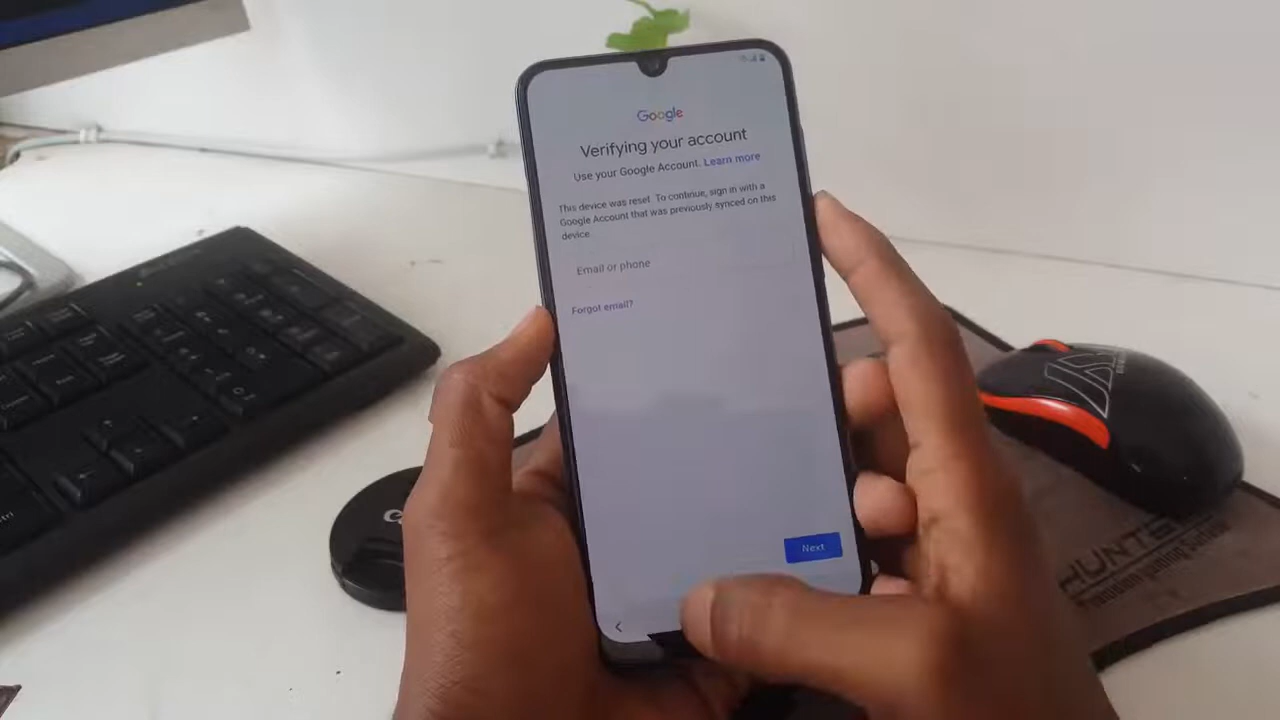 Google
Verifying your account
Use your Google Account. Learn more
This device was reset. To continue, sign in with a
Google Account that was previously synced on this
device.
Email or phone
Forgot email?
Next